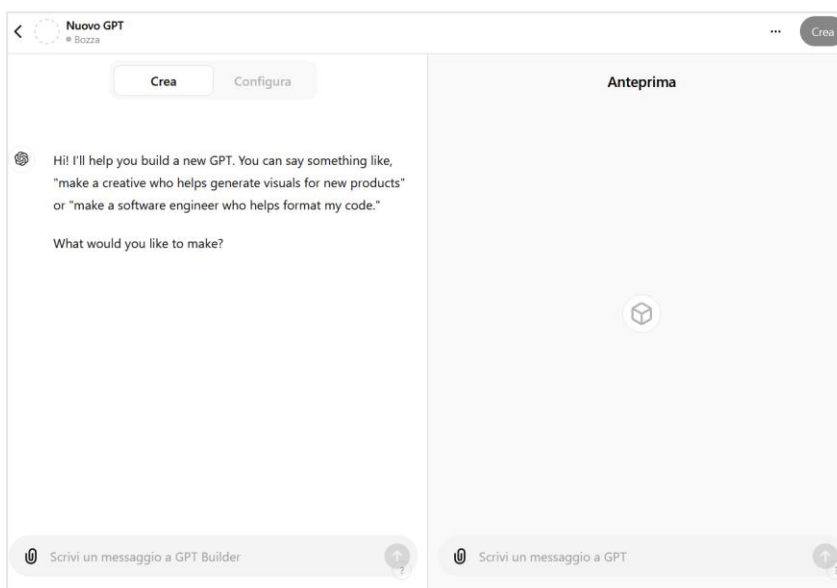 Nuovo GPT
Bozza
Crea
Crea
Configura
Anteprima
Hi! I'll help you build a new GPT. You can say something like,
"make a creative who helps generate visuals for new products"
or "make a software engineer who helps format my code."
What would you like to make?
Scrivi un messaggio a GPT Builder
?
Scrivi un messaggio a GPT